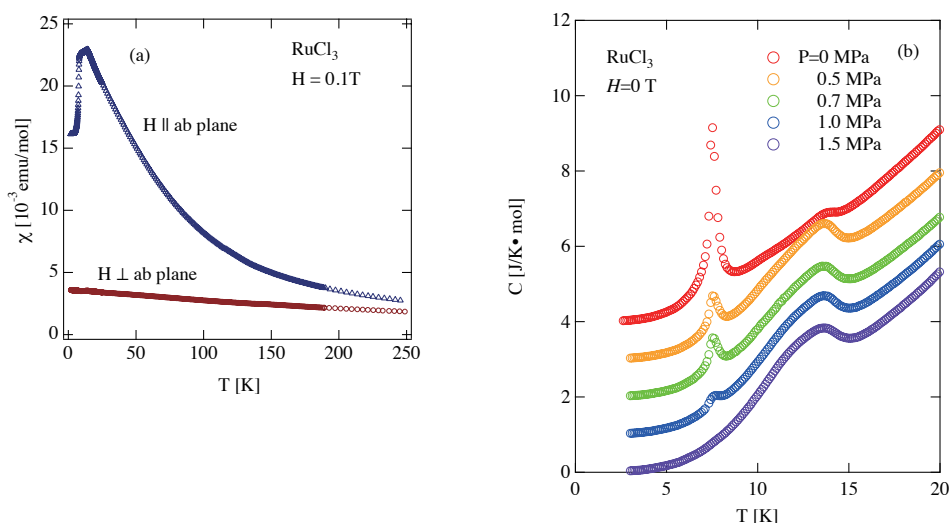 25
20
15
10
5
0
χ [10⁻³ emu/mol]
(a)
RuCl₃
H = 0.1T
H || ab plane
H ⊥ ab plane
0
50
100
150
200
250
T [K]
12
10
8
6
4
2
0
C [J/K• mol]
RuCl₃
H=0 T
(b)
P=0 MPa
0.5 MPa
0.7 MPa
1.0 MPa
1.5 MPa
0
5
10
15
20
T [K]